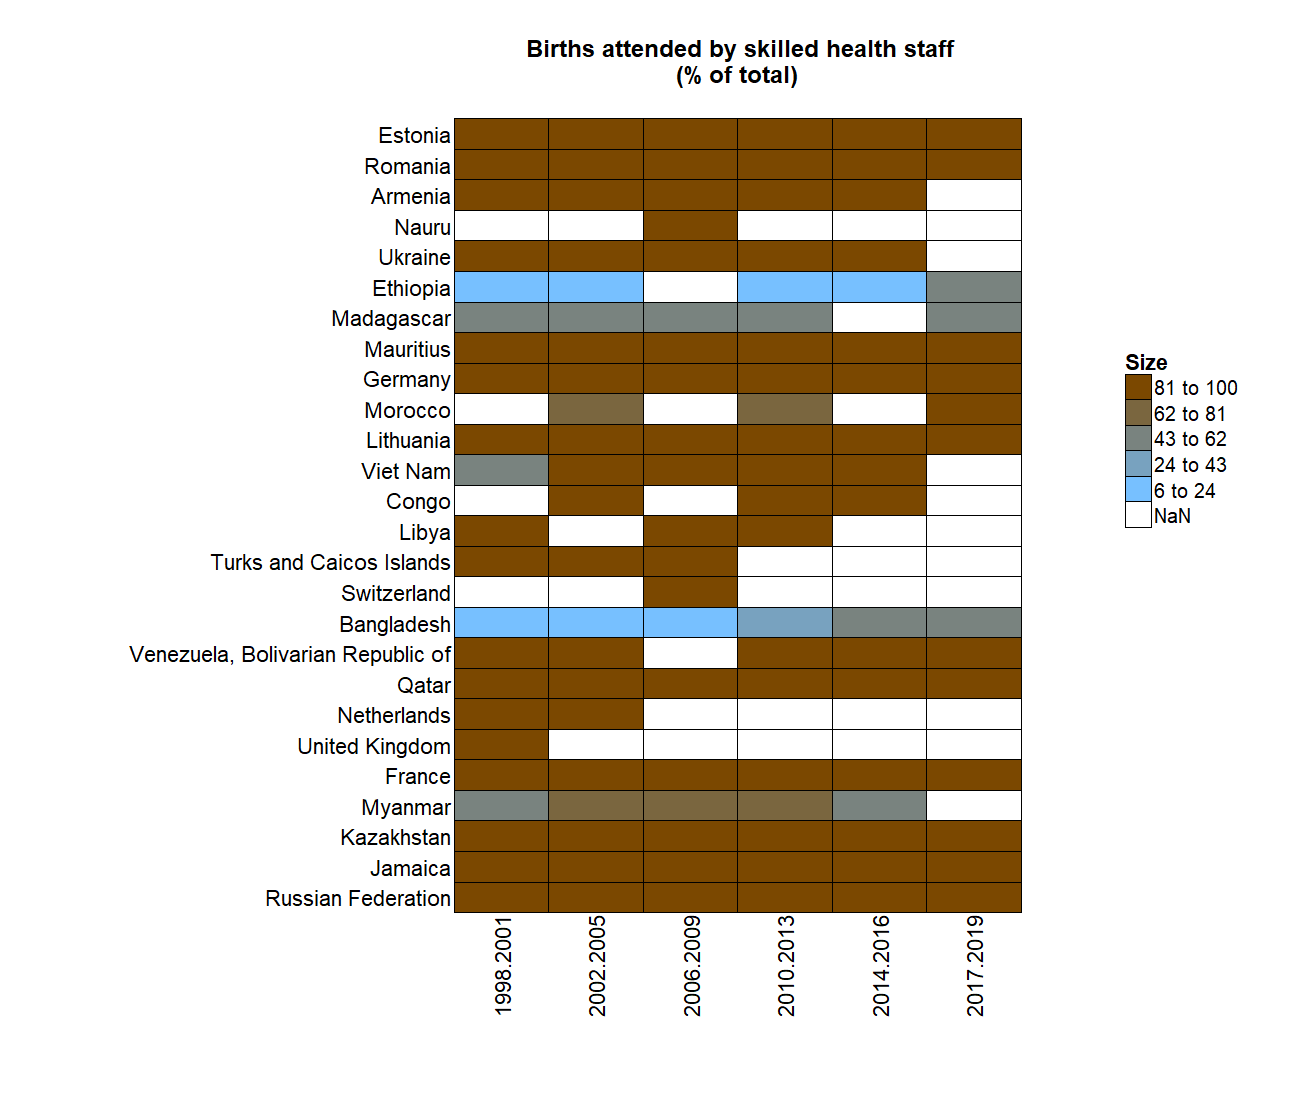 Births attended by skilled health staff
(% of total)
Estonia
Romania
Armenia
Nauru
Ukraine
Ethiopia
Madagascar
Mauritius
Germany
Morocco
Lithuania
Viet Nam
Congo
Libya
Turks and Caicos Islands
Switzerland
Bangladesh
Venezuela, Bolivarian Republic of
Qatar
Netherlands
United Kingdom
France
Myanmar
Kazakhstan
Jamaica
Russian Federation
1998.2001
2002.2005
2006.2009
2010.2013
2014.2016
2017.2019
Size
81 to 100
62 to 81
43 to 62
24 to 43
6 to 24
NaN